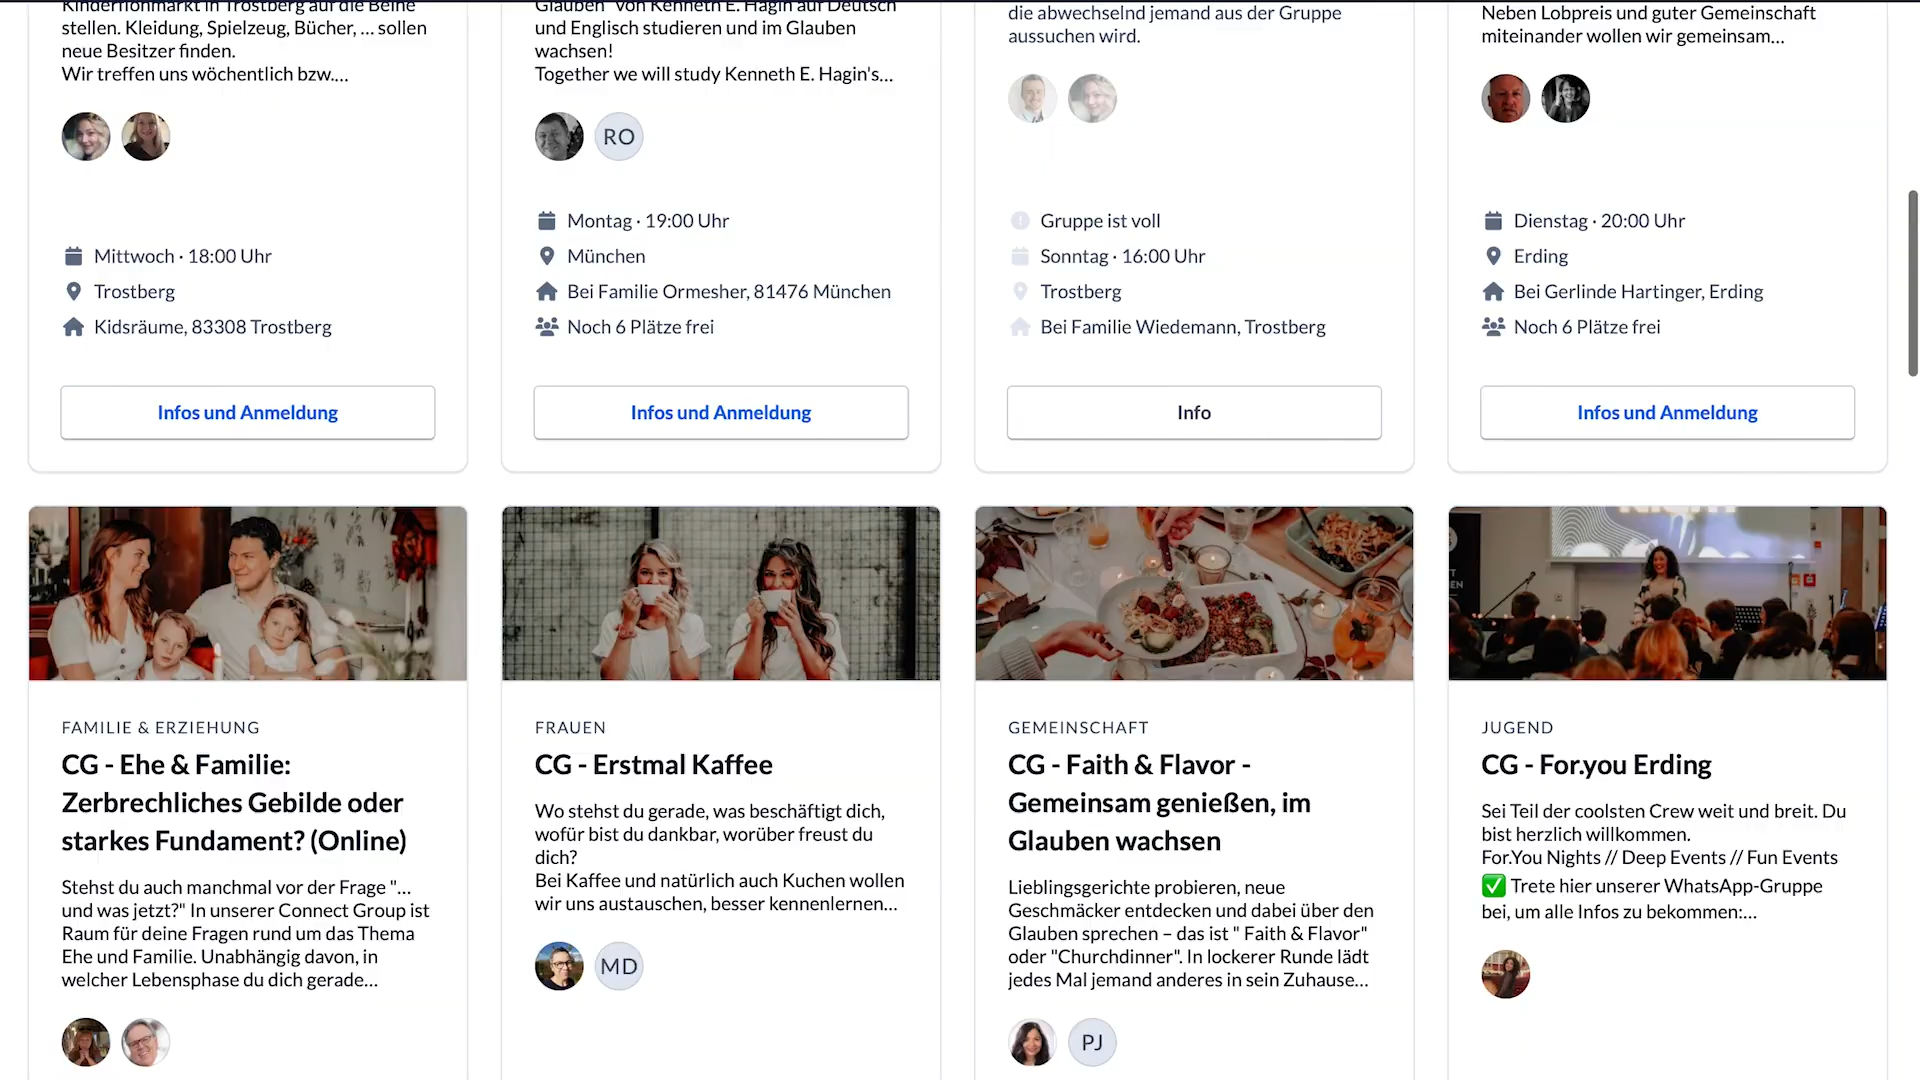 Kinderflohmarkt in Trostberg auf die Beine
stellen. Kleidung, Spielzeug, Bücher, ... sollen
neue Besitzer finden.
Wir treffen uns wöchentlich bzw....
Mittwoch · 18:00 Uhr
Trostberg
Kidsräume, 83308 Trostberg
Infos und Anmeldung
Glauben" von Kenneth E. Hagin auf Deutsch
und Englisch studieren und im Glauben
wachsen!
Together we will study Kenneth E. Hagin's...
RO
Montag · 19:00 Uhr
München
Bei Familie Ormesher, 81476 München
Noch 6 Plätze frei
Infos und Anmeldung
die abwechselnd jemand aus der Gruppe
aussuchen wird.
Gruppe ist voll
Sonntag · 16:00 Uhr
Trostberg
Bei Familie Wiedemann, Trostberg
Info
Neben Lobpreis und guter Gemeinschaft
miteinander wollen wir gemeinsam...
Dienstag · 20:00 Uhr
Erding
Bei Gerlinde Hartinger, Erding
Noch 6 Plätze frei
Infos und Anmeldung
FAMILIE & ERZIEHUNG
CG - Ehe & Familie:
Zerbrechliches Gebilde oder
starkes Fundament? (Online)
Stehst du auch manchmal vor der Frage "...
und was jetzt?" In unserer Connect Group ist
Raum für deine Fragen rund um das Thema
Ehe und Familie. Unabhängig davon, in
welcher Lebensphase du dich gerade...
FRAUEN
CG - Erstmal Kaffee
Wo stehst du gerade, was beschäftigt dich,
wofür bist du dankbar, worüber freust du
dich?
Bei Kaffee und natürlich auch Kuchen wollen
wir uns austauschen, besser kennenlernen...
MD
GEMEINSCHAFT
CG - Faith & Flavor -
Gemeinsam genießen, im
Glauben wachsen
Lieblingsgerichte probieren, neue
Geschmäcker entdecken und dabei über den
Glauben sprechen – das ist " Faith & Flavor"
oder "Churchdinner". In lockerer Runde lädt
jedes Mal jemand anderes in sein Zuhause...
PJ
JUGEND
CG - For.you Erding
Sei Teil der coolsten Crew weit und breit. Du
bist herzlich willkommen.
For.You Nights // Deep Events // Fun Events
✅ Trete hier unserer WhatsApp-Gruppe
bei, um alle Infos zu bekommen:...